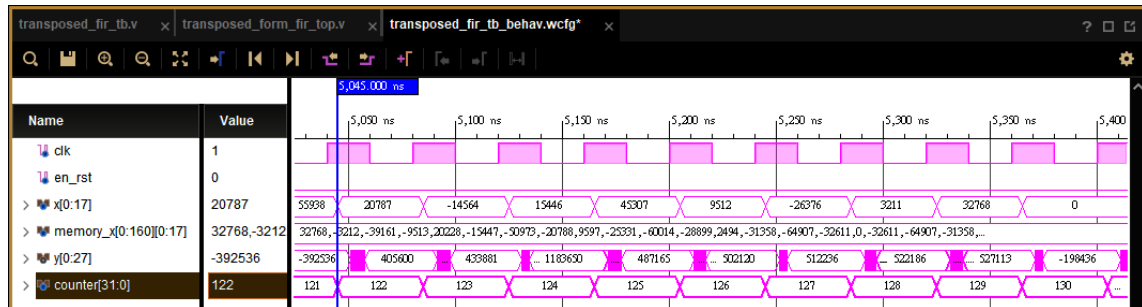 transposed_fir_tb.v × transposed_form_fir_top.v × transposed_fir_tb_behav.wcfg* × ?
5,045.000 ns
Name Value 5,050 ns 5,100 ns 5,150 ns 5,200 ns 5,250 ns 5,300 ns 5,350 ns 5,400
clk 1
en_rst 0
> x[0:17] 20787 55938 20787 -14564 15446 45307 9512 -26376 3211 32768 0
> memory_x[0:160][0:17] 32768,-3212 32768,-3212,-39161,-9513,20228,-15447,-50973,-20788,9597,-25331,-60014,-28899,2494,-31358,-64907,-32611,0,-32611,-64907,-31358,...
> y[0:27] -392536 -392536 405600 433881 ... 1183650 487165 ... 502120 512236 ... 522186 ... 527113 -198436
> counter[31:0] 122 121 122 123 124 125 126 127 128 129 130 ...